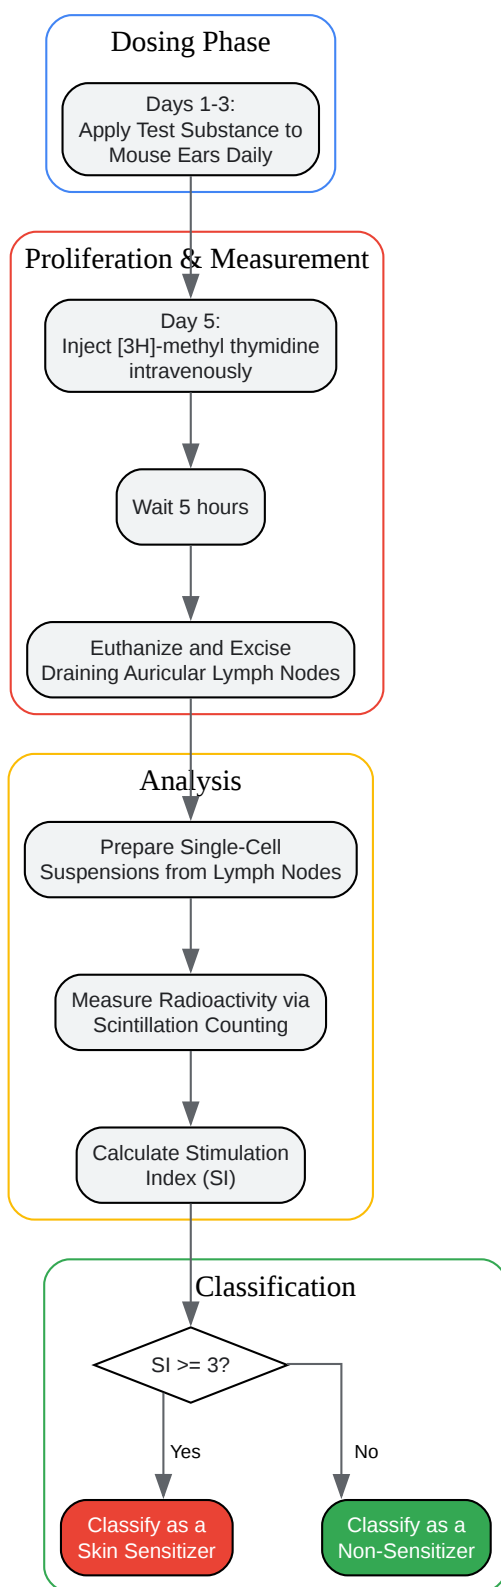 Dosing Phase
Days 1-3:
Apply Test Substance to
Mouse Ears Daily
Proliferation & Measurement
Day 5:
Inject [3H]-methyl thymidine
intravenously
Wait 5 hours
Euthanize and Excise
Draining Auricular Lymph Nodes
Analysis
Prepare Single-Cell
Suspensions from Lymph Nodes
Measure Radioactivity via
Scintillation Counting
Calculate Stimulation
Index (SI)
Classification
SI >= 3?
Yes
No
Classify as a
Skin Sensitizer
Classify as a
Non-Sensitizer